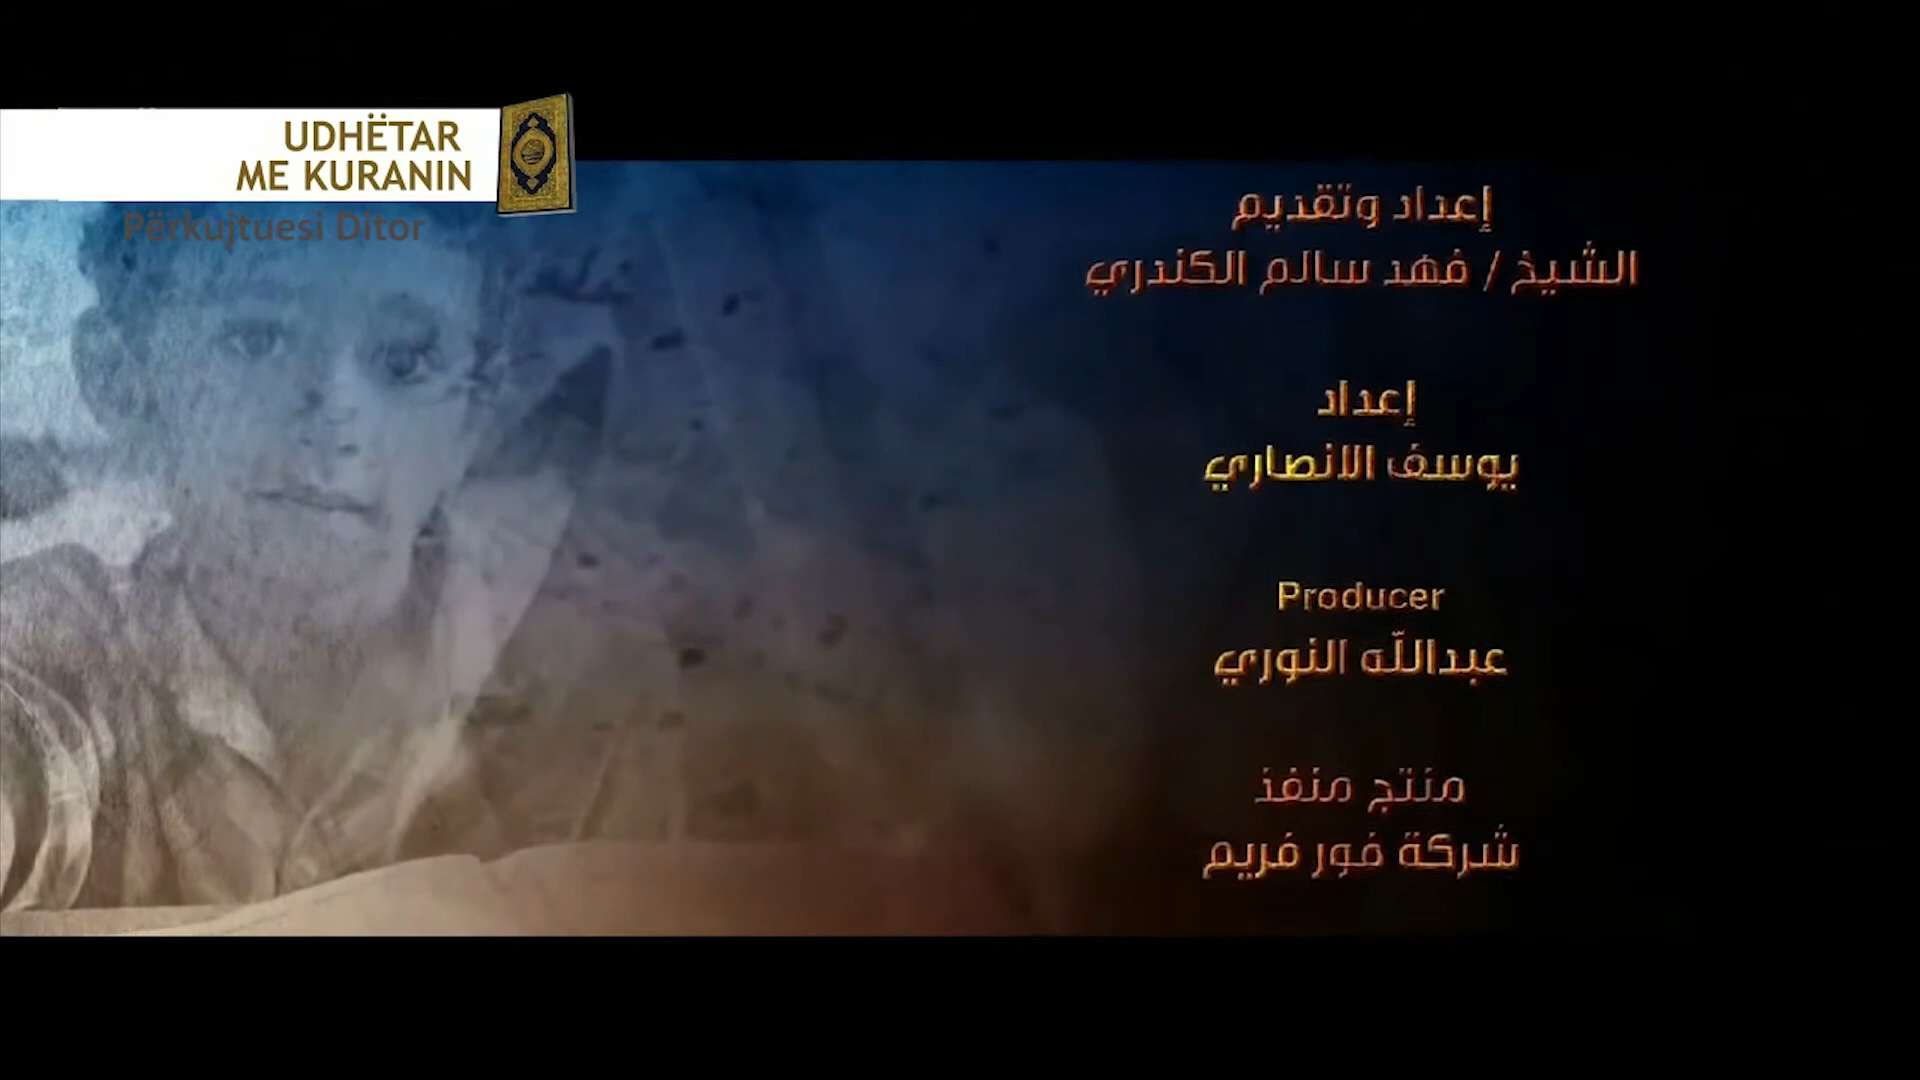 UDHËTAR
ME KURANIN
Përkujtuesi Ditor
إعداد وتقديم
الشيخ / فهد سالم الكندري
إعداد
يوسف الانصاري
Producer
عبدالله النوري
منتج منفذ
شركة فور فريم